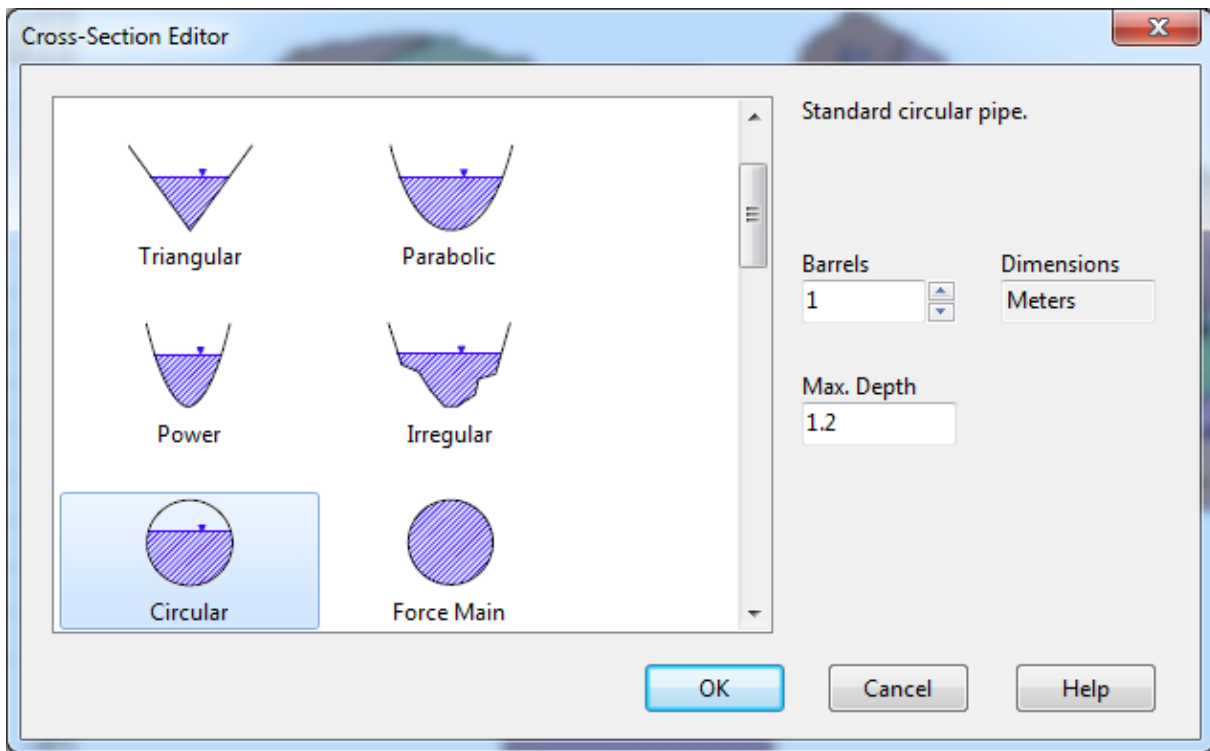 Cross-Section Editor
Triangular
Parabolic
Power
Irregular
Circular
Force Main
Standard circular pipe.
Barrels
Dimensions
1
Meters
Max. Depth
1.2
OK
Cancel
Help